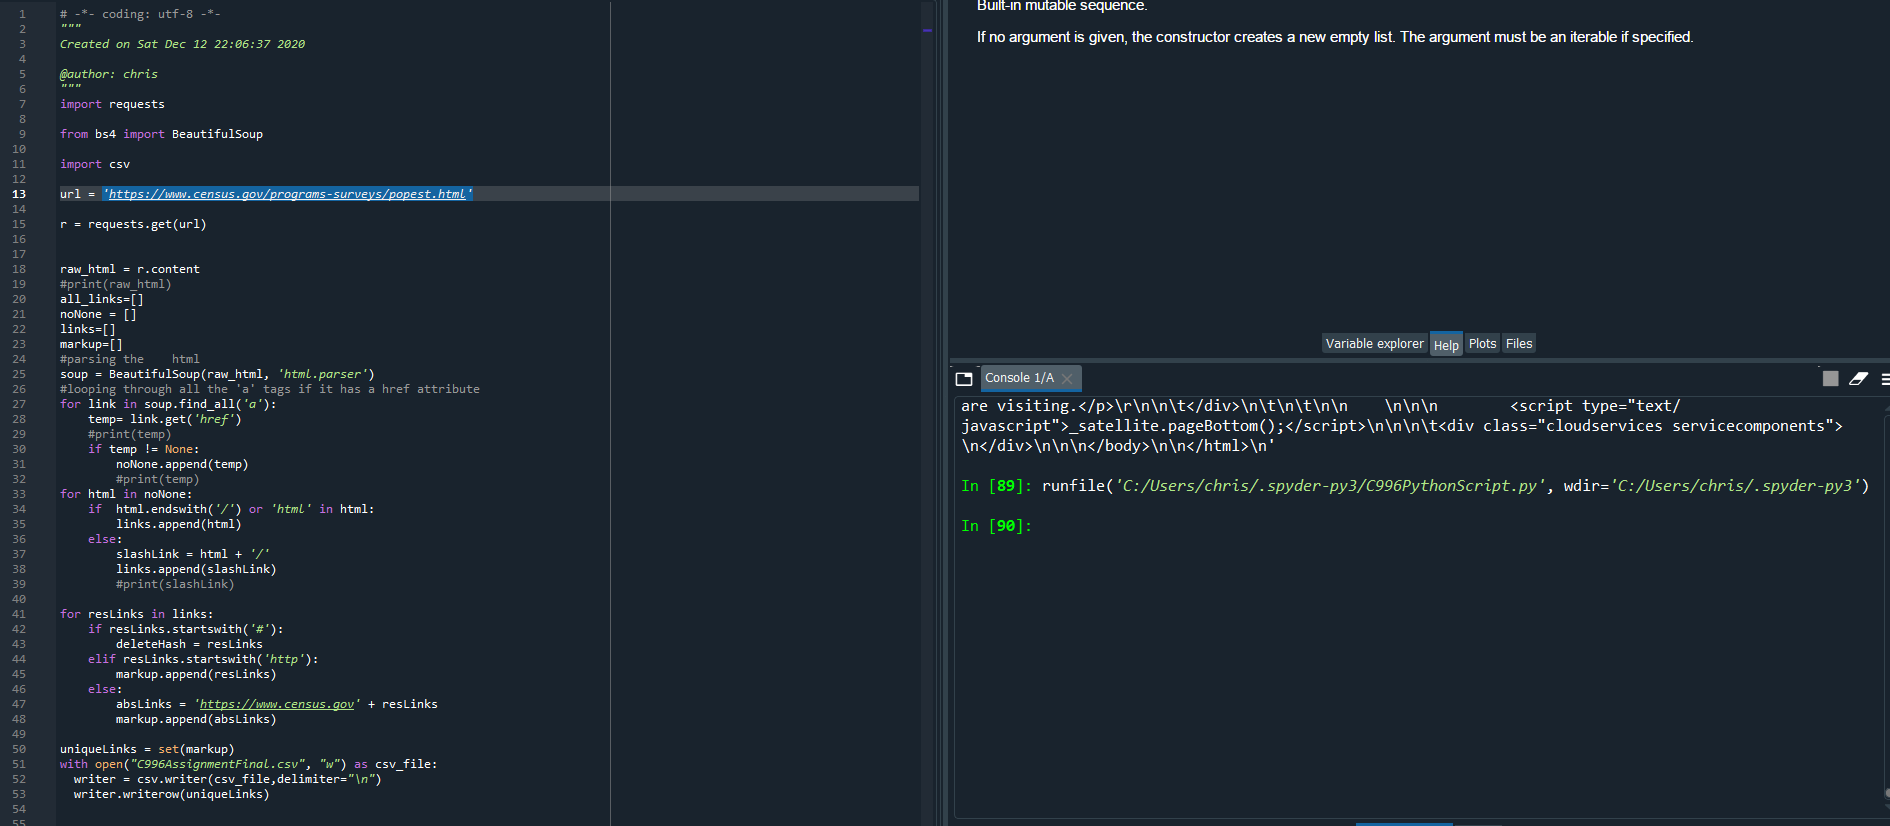 1 # -*- coding: utf-8 -*-
2 """
3 Created on Sat Dec 12 22:06:37 2020
4
5 @author: chris
6 """
7 import requests
8
9 from bs4 import BeautifulSoup
10
11 import csv
12
13 url = 'https://www.census.gov/programs-surveys/popest.html'
14
15 r = requests.get(url)
16
17
18 raw_html = r.content
19 #print(raw_html)
20 all_links=[]
21 noNone = []
22 links=[]
23 markup=[]
24 #parsing the    html
25 soup = BeautifulSoup(raw_html, 'html.parser')
26 #looping through all the 'a' tags if it has a href attribute
27 for link in soup.find_all('a'):
28     temp= link.get('href')
29     #print(temp)
30     if temp != None:
31         noNone.append(temp)
32         #print(temp)
33 for html in noNone:
34     if  html.endswith('/') or 'html' in html:
35         links.append(html)
36     else:
37         slashLink = html + '/'
38         links.append(slashLink)
39         #print(slashLink)
40
41 for resLinks in links:
42     if resLinks.startswith('#'):
43         deleteHash = resLinks
44     elif resLinks.startswith('http'):
45         markup.append(resLinks)
46     else:
47         absLinks = 'https://www.census.gov' + resLinks
48         markup.append(absLinks)
49
50 uniqueLinks = set(markup)
51 with open("C996AssignmentFinal.csv", "w") as csv_file:
52   writer = csv.writer(csv_file,delimiter="\n")
53   writer.writerow(uniqueLinks)
54
55
Built-in mutable sequence.
If no argument is given, the constructor creates a new empty list. The argument must be an iterable if specified.
Variable explorer Help Plots Files
Console 1/A
are visiting.</p>\r\n\n\t</div>\n\t\n\t\n\n    \n\n\n        <script type="text/
javascript">_satellite.pageBottom();</script>\n\n\n\t<div class="cloudservices servicecomponents">
\n</div>\n\n\n</body>\n\n</html>\n'
In [89]: runfile('C:/Users/chris/.spyder-py3/C996PythonScript.py', wdir='C:/Users/chris/.spyder-py3')
In [90]: